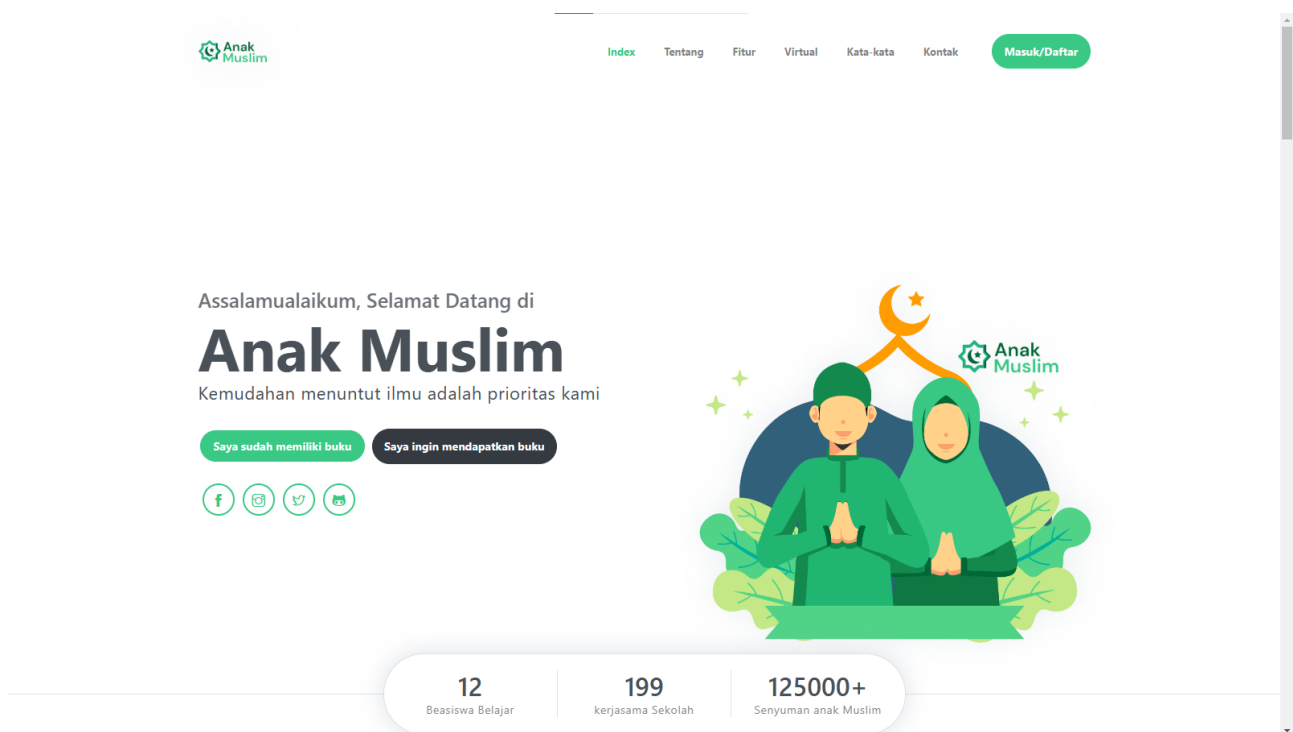 Anak
Muslim
Index Tentang Fitur Virtual Kata-kata Kontak Masuk/Daftar
Assalamualaikum, Selamat Datang di
Anak Muslim
Kemudahan menuntut ilmu adalah prioritas kami
Saya sudah memiliki buku Saya ingin mendapatkan buku
Anak
Muslim
12 199 125000+
Beasiswa Belajar kerjasama Sekolah Senyuman anak Muslim